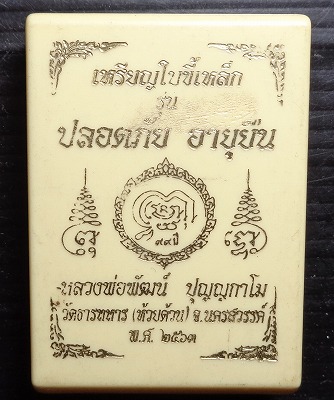 เหรียญใบขี้เหล็ก
รุ่น
ปลอดภัย อายุยืน
๙๙ปี
หลวงพ่อพัฒน์ ปุญญกาโม
วัดธารทหาร (ห้วยด้วน) จ.นครสวรรค์
พ.ศ. ๒๕๖๓